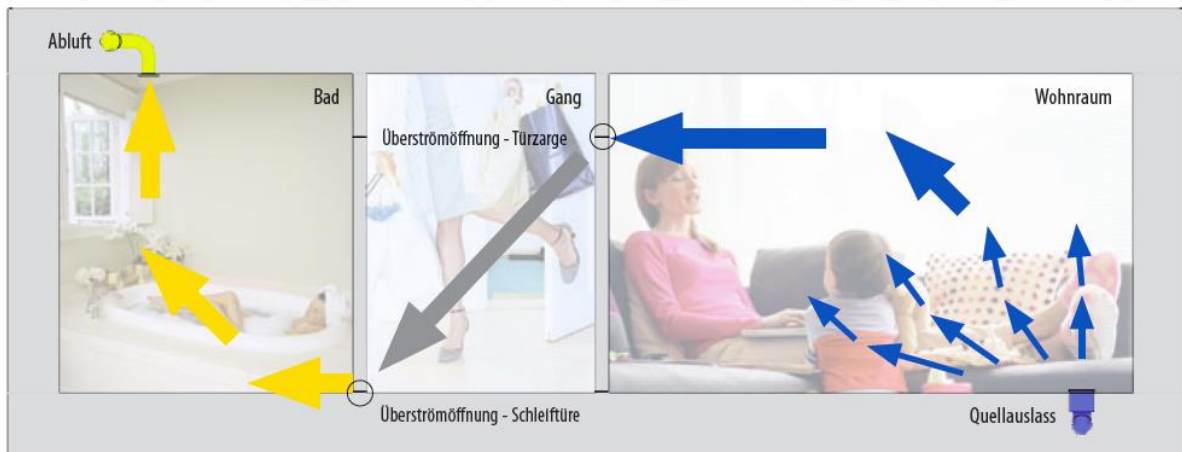 Abluft
Bad
Gang
Wohnraum
Überströmöffnung - Türzarge
Überströmöffnung - Schleiftüre
Quellauslass